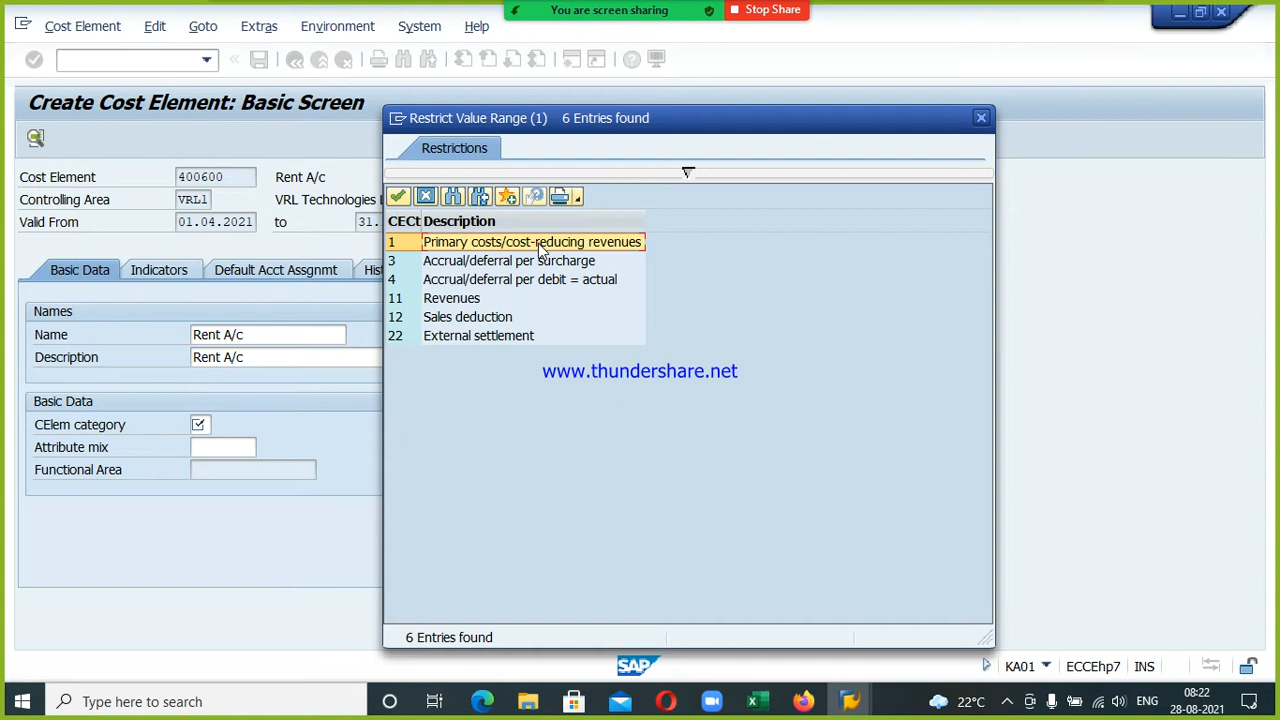 You are screen sharing
Stop Share
Cost Element Edit Goto Extras Environment System Help
Create Cost Element: Basic Screen
Cost Element 400600 Rent A/c
Controlling Area VRL1 VRL Technologies
Valid From 01.04.2021 to 31.
Basic Data Indicators Default Acct Assgnmt
Names
Name Rent A/c
Description Rent A/c
Basic Data
CElem category
Attribute mix
Functional Area
Restrict Value Range (1) 6 Entries found
Restrictions
CECt Description
1 Primary costs/cost-reducing revenues
3 Accrual/deferral per surcharge
4 Accrual/deferral per debit = actual
11 Revenues
12 Sales deduction
22 External settlement
www.thundershare.net
6 Entries found
SAP
KA01 ECCEhp7 INS
Type here to search
22°C ENG 08:22
28-08-2021